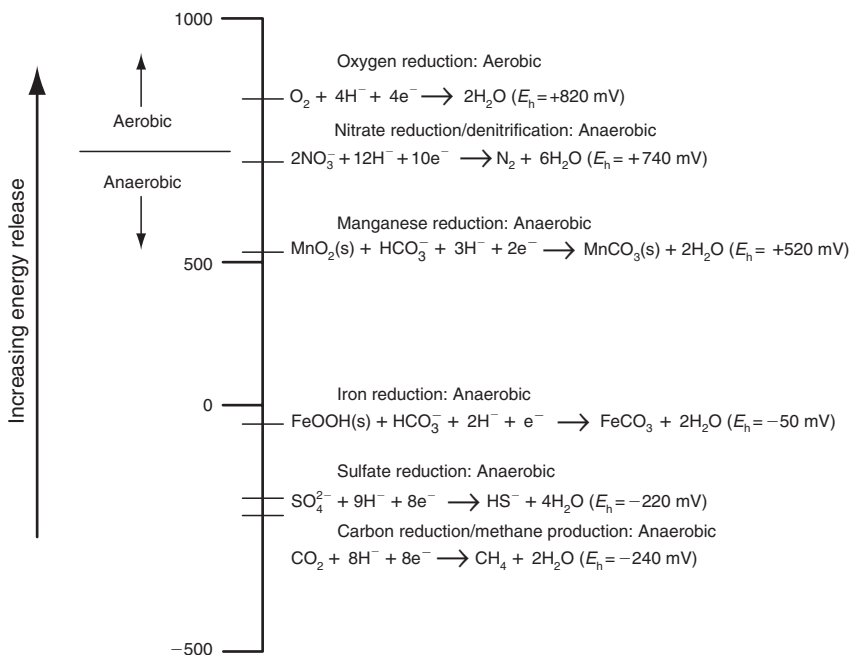 1000
Oxygen reduction: Aerobic
O₂ + 4H⁻ + 4e⁻ → 2H₂O (Eₕ = +820 mV)
Aerobic
Nitrate reduction/denitrification: Anaerobic
2NO₃⁻ + 12H⁻ + 10e⁻ → N₂ + 6H₂O (Eₕ = +740 mV)
Anaerobic
Manganese reduction: Anaerobic
MnO₂(s) + HCO₃⁻ + 3H⁻ + 2e⁻ → MnCO₃(s) + 2H₂O (Eₕ = +520 mV)
500
Increasing energy release
Iron reduction: Anaerobic
0
FeOOH(s) + HCO₃⁻ + 2H⁻ + e⁻ → FeCO₃ + 2H₂O (Eₕ = −50 mV)
Sulfate reduction: Anaerobic
SO₄²⁻ + 9H⁻ + 8e⁻ → HS⁻ + 4H₂O (Eₕ = −220 mV)
Carbon reduction/methane production: Anaerobic
CO₂ + 8H⁻ + 8e⁻ → CH₄ + 2H₂O (Eₕ = −240 mV)
−500